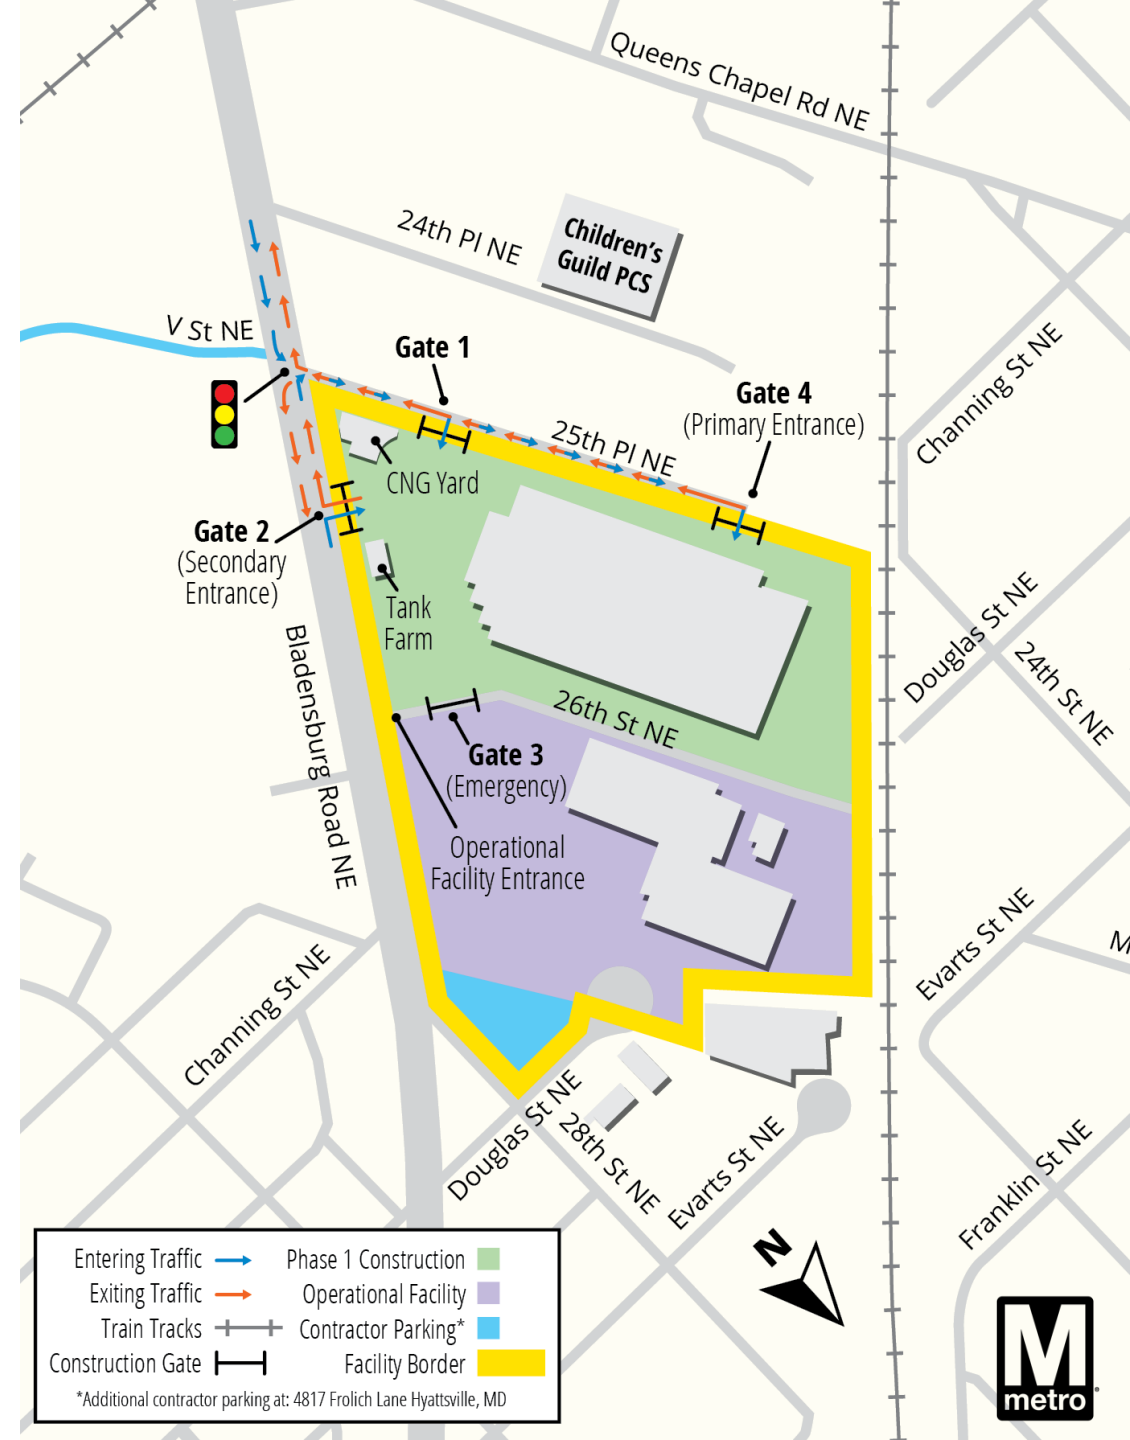 Queens Chapel Rd NE
24th Pl NE
Children's
Guild PCS
V St NE
Gate 1
Gate 4
(Primary Entrance)
25th Pl NE
Channing St NE
CNG Yard
Gate 2
(Secondary
Entrance)
Tank
Farm
Douglas St NE
24th St NE
Bladensburg Road NE
26th St NE
Gate 3
(Emergency)
Operational
Facility Entrance
Evarts St NE
M
Channing St NE
Douglas St NE
28th St NE
Evarts St NE
Franklin St NE
N
Entering Traffic
Exiting Traffic
Train Tracks
Construction Gate
Phase 1 Construction
Operational Facility
Contractor Parking*
Facility Border
*Additional contractor parking at: 4817 Frolich Lane Hyattsville, MD
M
metro